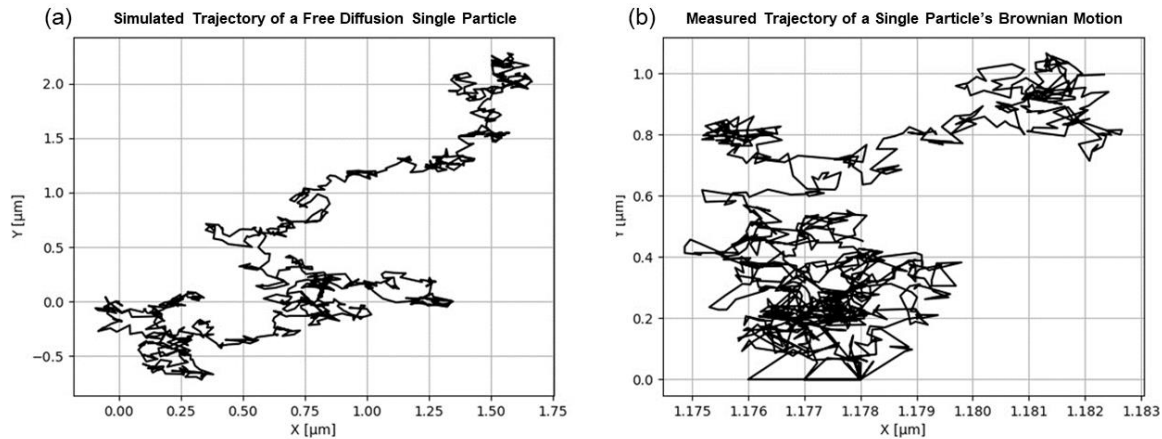 (a) Simulated Trajectory of a Free Diffusion Single Particle
2.0
1.5
1.0
0.5
0.0
−0.5
Y [µm]
0.00 0.25 0.50 0.75 1.00 1.25 1.50 1.75
X [µm]
(b) Measured Trajectory of a Single Particle's Brownian Motion
1.0
0.8
0.6
0.4
0.2
0.0
[µm]
1.175 1.176 1.177 1.178 1.179 1.180 1.181 1.182 1.183
X [µm]